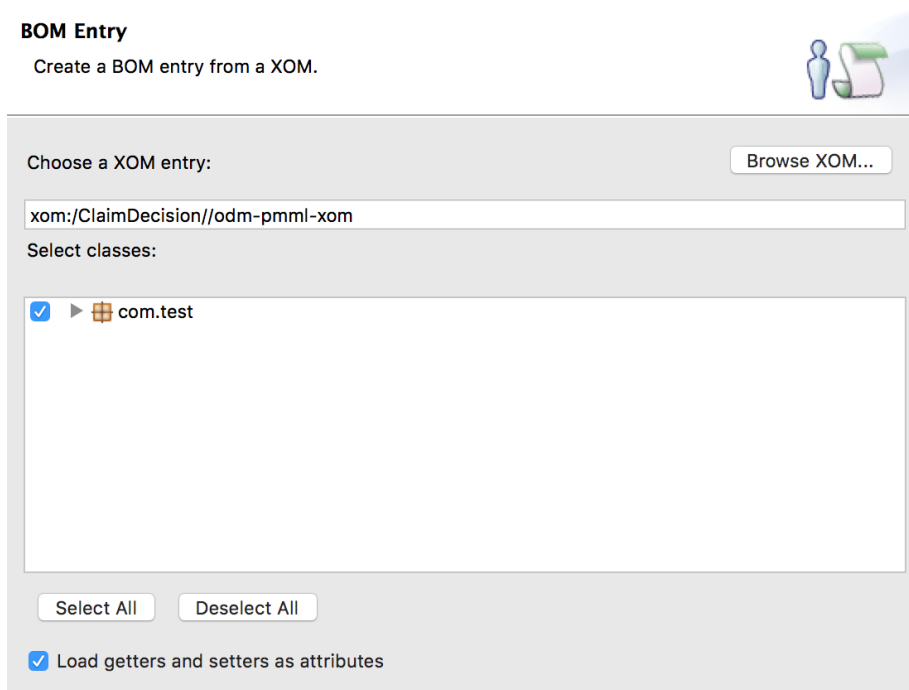 BOM Entry
Create a BOM entry from a XOM.
Choose a XOM entry:
Browse XOM...
xom:/ClaimDecision//odm-pmml-xom
Select classes:
com.test
Select All
Deselect All
Load getters and setters as attributes